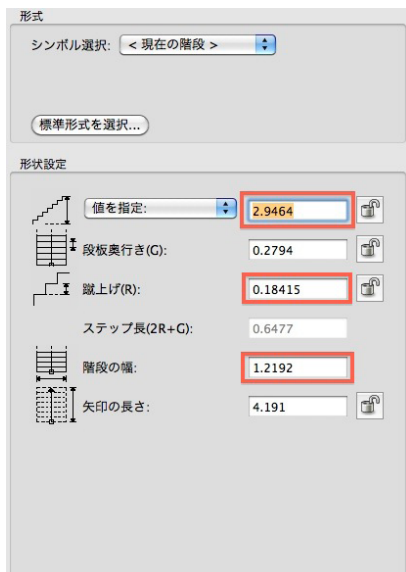 形式
シンボル選択: < 現在の階段 >
標準形式を選択...
形状設定
値を指定: 2.9464
段板奥行き(G): 0.2794
蹴上げ(R): 0.18415
ステップ長(2R+G): 0.6477
階段の幅: 1.2192
矢印の長さ: 4.191